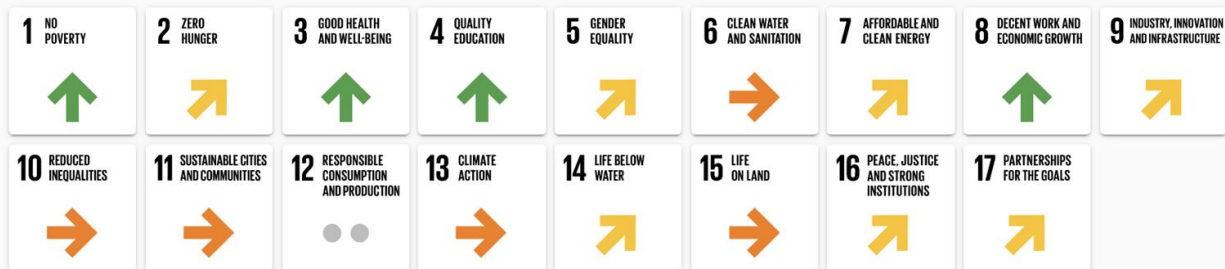 1 NO
POVERTY
2 ZERO
HUNGER
3 GOOD HEALTH
AND WELL-BEING
4 QUALITY
EDUCATION
5 GENDER
EQUALITY
6 CLEAN WATER
AND SANITATION
7 AFFORDABLE AND
CLEAN ENERGY
8 DECENT WORK AND
ECONOMIC GROWTH
9 INDUSTRY, INNOVATION
AND INFRASTRUCTURE
10 REDUCED
INEQUALITIES
11 SUSTAINABLE CITIES
AND COMMUNITIES
12 RESPONSIBLE
CONSUMPTION
AND PRODUCTION
13 CLIMATE
ACTION
14 LIFE BELOW
WATER
15 LIFE
ON LAND
16 PEACE, JUSTICE
AND STRONG
INSTITUTIONS
17 PARTNERSHIPS
FOR THE GOALS